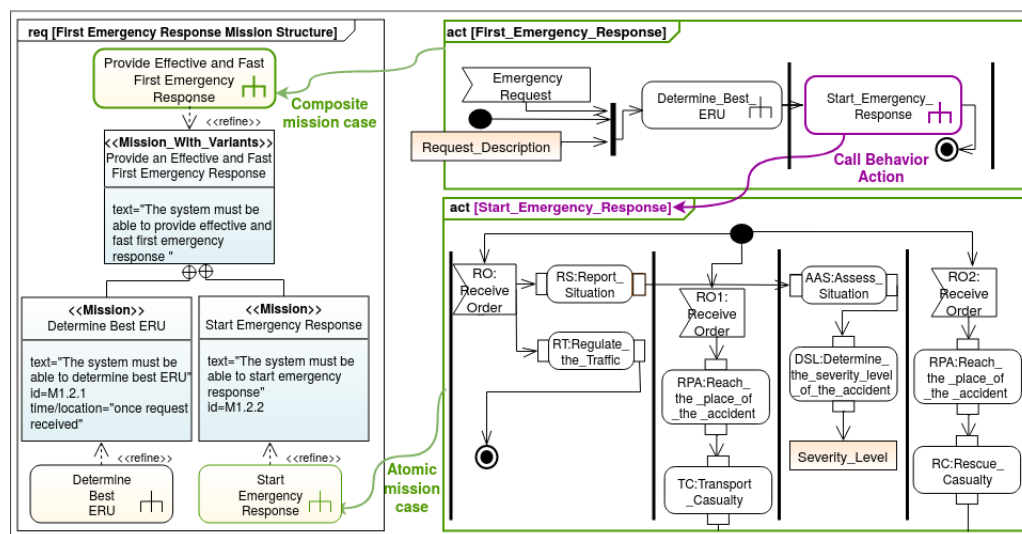 req [First Emergency Response Mission Structure]
Provide Effective and Fast
First Emergency
Response
<<refine>>
Composite
mission case
<<Mission_With_Variants>>
Provide an Effective and Fast
First Emergency Response
text="The system must be
able to provide effective and
fast first emergency
response "
<<Mission>>
Determine Best ERU
text="The system must be
able to determine best ERU"
id=M1.2.1
time/location="once request
received"
<<Mission>>
Start Emergency Response
text="The system must be
able to start emergency
response"
id=M1.2.2
<<refine>>
<<refine>>
Determine
Best
ERU
Start
Emergency
Response
Atomic
mission
case
act [First_Emergency_Response]
Emergency
Request
Request_Description
Determine_Best_
ERU
Start_Emergency_
Response
Call Behavior
Action
act [Start_Emergency_Response]
RO:
Receive
Order
RS:Report_
Situation
RT:Regulate_
the_Traffic
RO1:
Receive
Order
RPA:Reach_
the _place_of
_the _accident
TC:Transport
_Casualty
AAS:Assess_
Situation
DSL:Determine_
the_severity_level
_of_the_accident
Severity_Level
RO2:
Receive
Order
RPA:Reach_
the _place_of
_the _accident
RC:Rescue_
Casualty